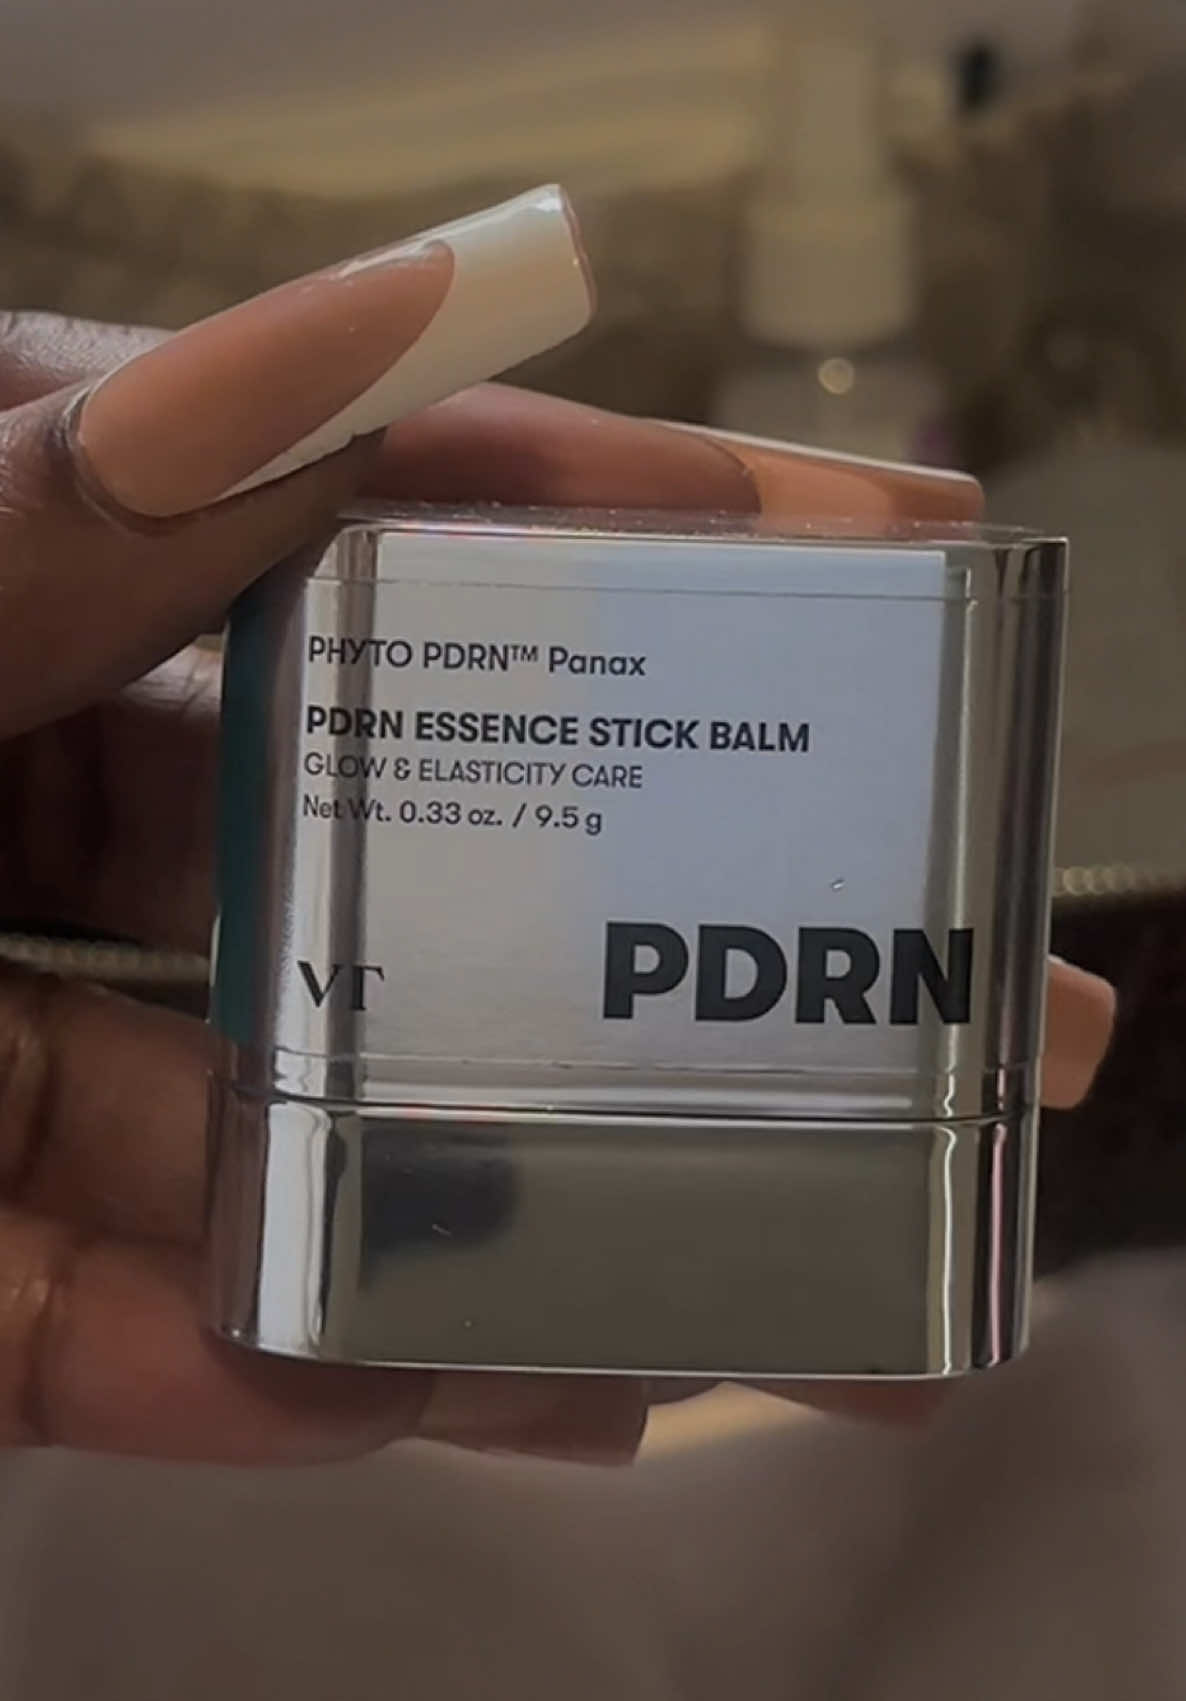 PHYTO PDRN™ Panax
PDRN ESSENCE STICK BALM
GLOW & ELASTICITY CARE
Net Wt. 0.33 oz. / 9.5 g
VT
PDRN